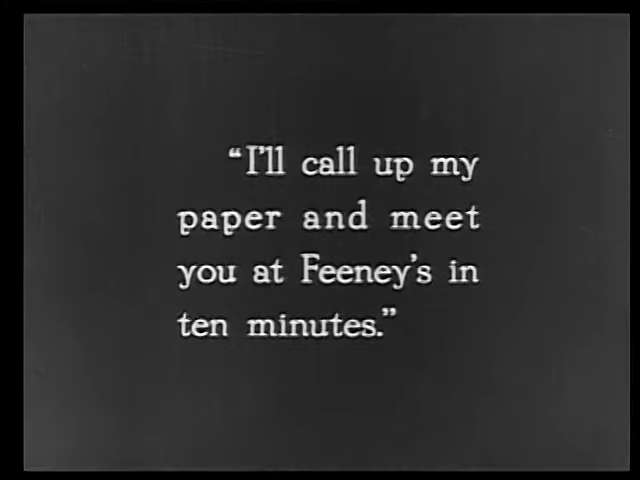 “I'll call up my
paper and meet
you at Feeney's in
ten minutes.”